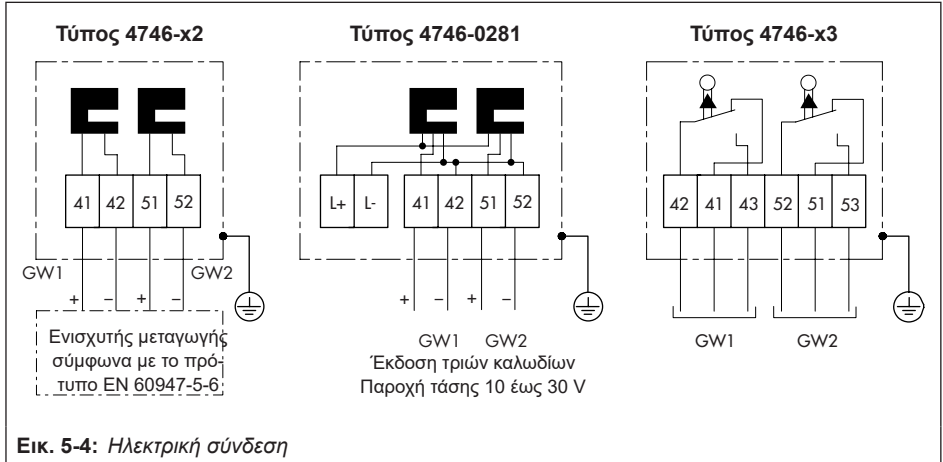 Τύπος 4746-x2
41 42 51 52
GW1 GW2
+ – + –
Ενισχυτής μεταγωγής
σύμφωνα με το πρό-
τυπο EN 60947-5-6
Τύπος 4746-0281
L+ L- 41 42 51 52
+ – + –
GW1 GW2
Έκδοση τριών καλωδίων
Παροχή τάσης 10 έως 30 V
Τύπος 4746-x3
42 41 43 52 51 53
GW1 GW2
Εικ. 5-4: Ηλεκτρική σύνδεση